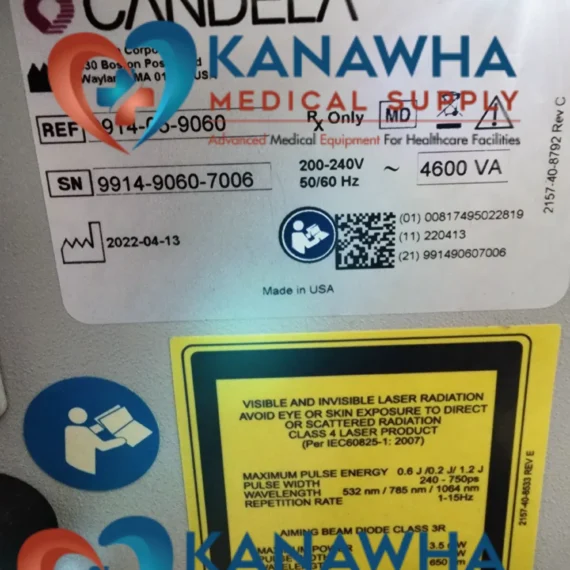 CANDELA
KANAWHA
MEDICAL SUPPLY
Advanced Medical Equipment For Healthcare Facilities
REF 9060
Rx Only MD
SN 9914-9060-7006
200-240V
50/60 Hz
~ 4600 VA
2022-04-13
(01) 00817495022819
(11) 220413
(21) 991490607006
Made in USA
2157-40-8792 Rev C
VISIBLE AND INVISIBLE LASER RADIATION
AVOID EYE OR SKIN EXPOSURE TO DIRECT
OR SCATTERED RADIATION
CLASS 4 LASER PRODUCT
(Per IEC60825-1: 2007)
MAXIMUM PULSE ENERGY 0.6 J /0.2 J/ 1.2 J
PULSE WIDTH 240 - 750ps
WAVELENGTH 532 nm / 785 nm / 1064 nm
REPETITION RATE 1-15Hz
2157-40-8533 REV E
AIMING BEAM DIODE CLASS 3R
KANAWHA